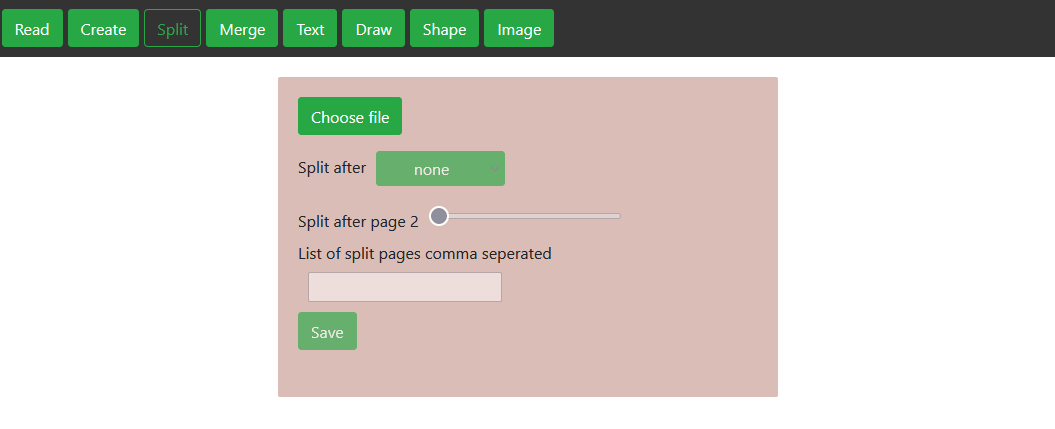 Read Create Split Merge Text Draw Shape Image
Choose file
Split after none
Split after page 2
List of split pages comma seperated
Save